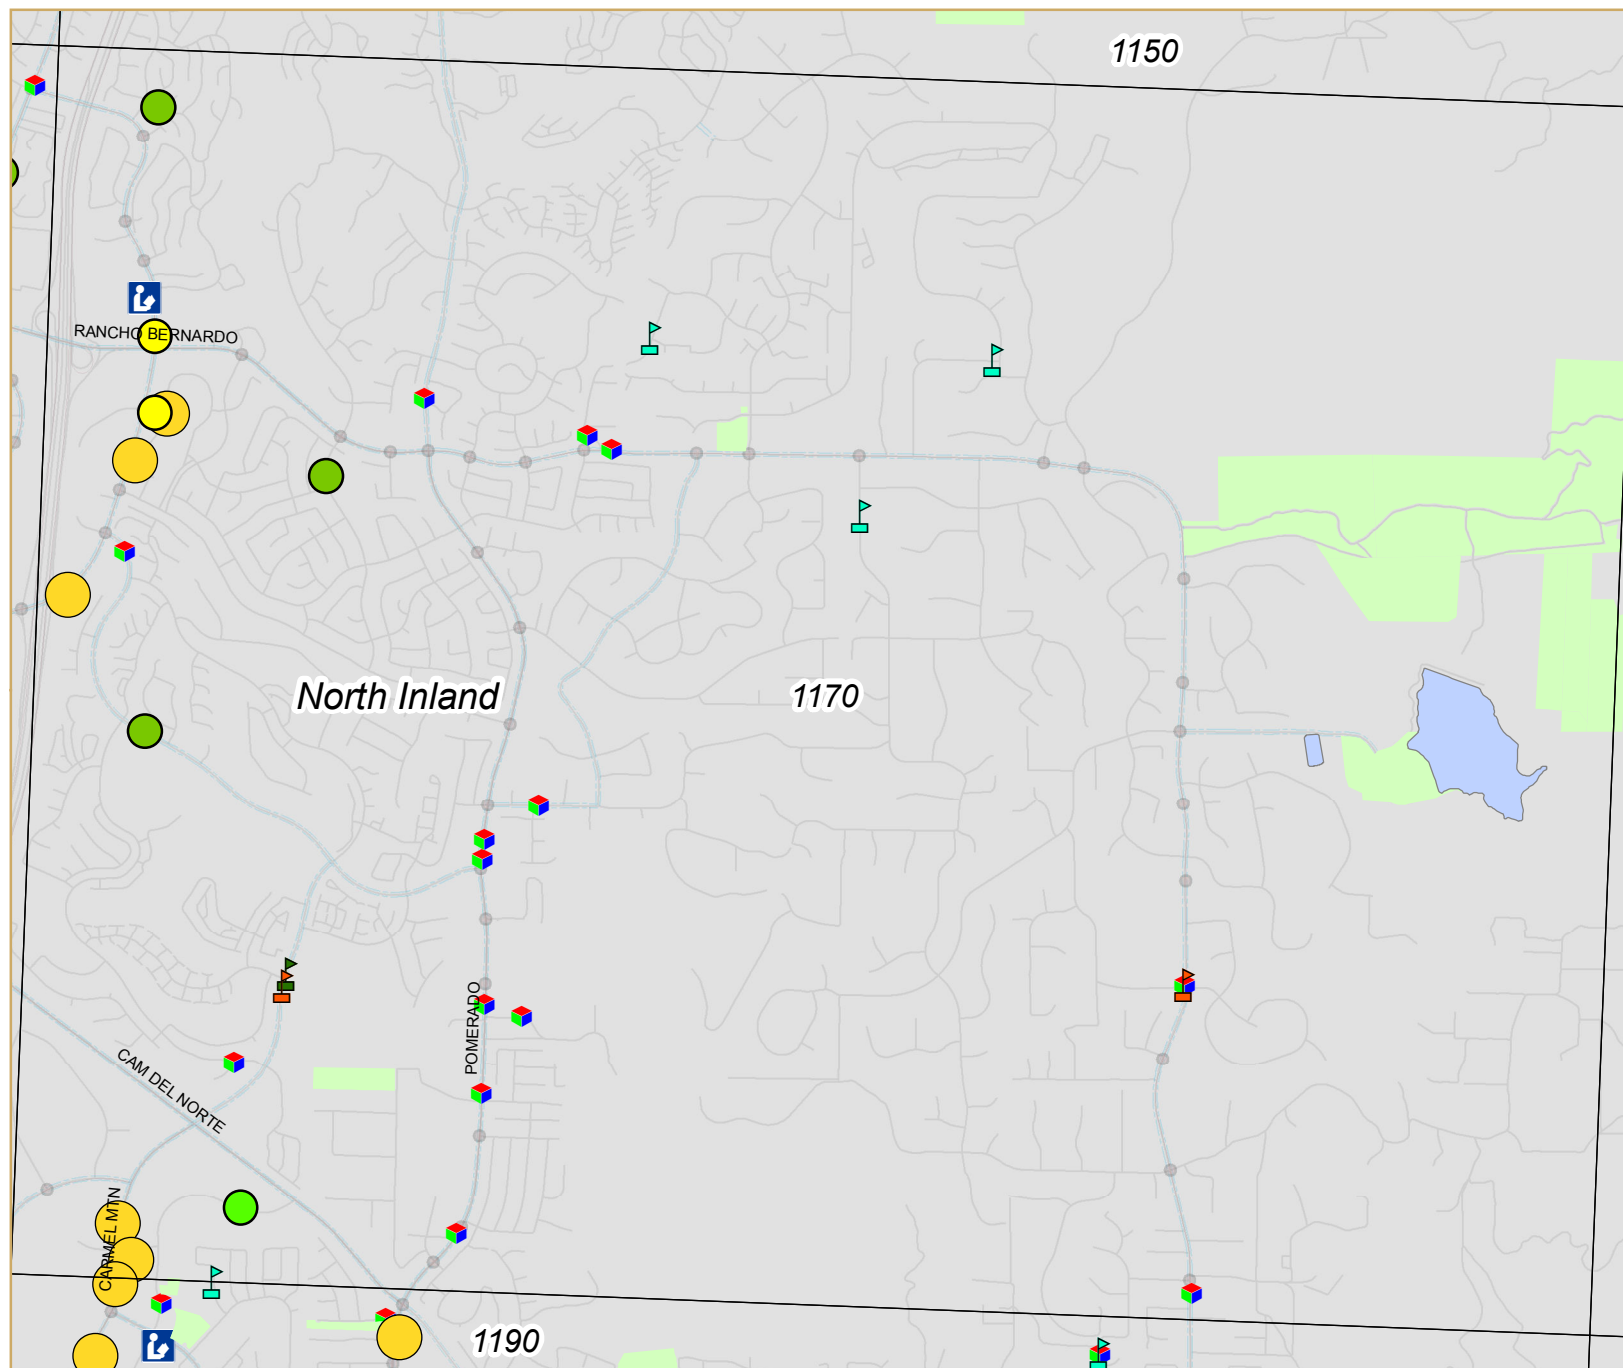 1150
RANCHO BERNARDO
North Inland
1170
POMERADO
CAM DEL NORTE
CARMEL MTN
1190